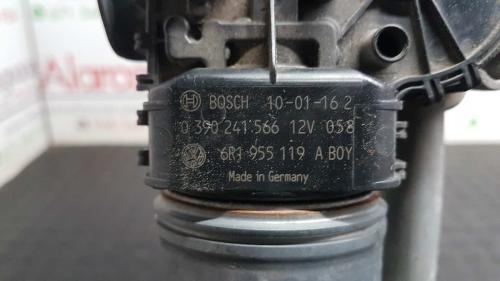 BOSCH 10-01-16 2
0 390 241 566 12V 058
6R1 955 119 A BOY
Made in Germany